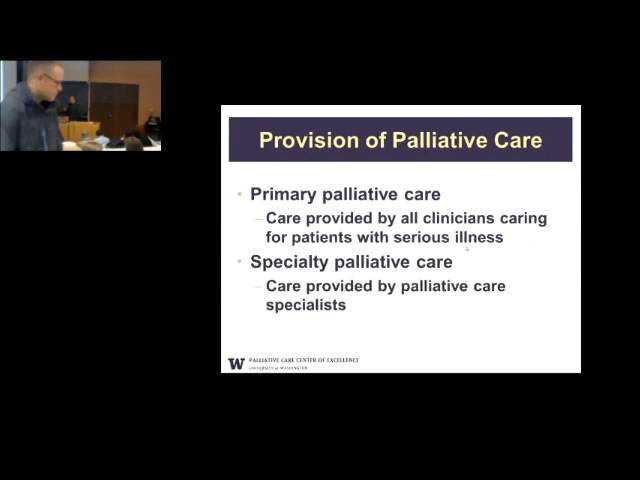 Provision of Palliative Care
• Primary palliative care
– Care provided by all clinicians caring
for patients with serious illness
• Specialty palliative care
– Care provided by palliative care
specialists
W PALLIATIVE CARE CENTER OF EXCELLENCE
UNIVERSITY of WASHINGTON